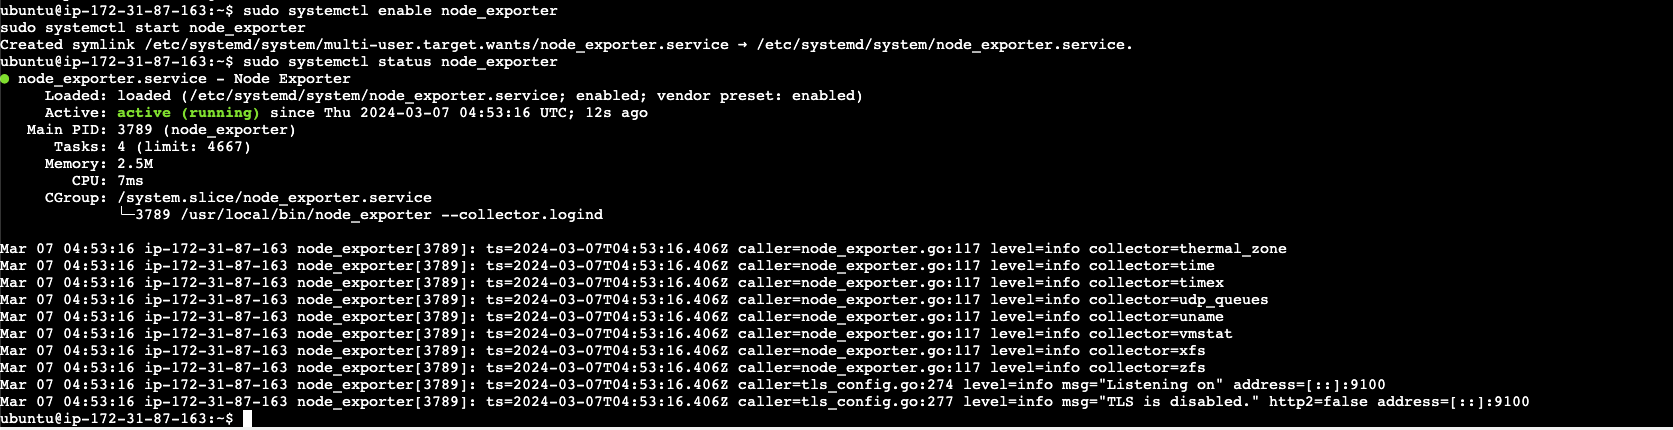 ubuntu@ip-172-31-87-163:~$ sudo systemctl enable node_exporter
sudo systemctl start node_exporter
Created symlink /etc/systemd/system/multi-user.target.wants/node_exporter.service → /etc/systemd/system/node_exporter.service.
ubuntu@ip-172-31-87-163:~$ sudo systemctl status node_exporter
● node_exporter.service - Node Exporter
     Loaded: loaded (/etc/systemd/system/node_exporter.service; enabled; vendor preset: enabled)
     Active: active (running) since Thu 2024-03-07 04:53:16 UTC; 12s ago
   Main PID: 3789 (node_exporter)
      Tasks: 4 (limit: 4667)
     Memory: 2.5M
        CPU: 7ms
     CGroup: /system.slice/node_exporter.service
             └─3789 /usr/local/bin/node_exporter --collector.logind
Mar 07 04:53:16 ip-172-31-87-163 node_exporter[3789]: ts=2024-03-07T04:53:16.406Z caller=node_exporter.go:117 level=info collector=thermal_zone
Mar 07 04:53:16 ip-172-31-87-163 node_exporter[3789]: ts=2024-03-07T04:53:16.406Z caller=node_exporter.go:117 level=info collector=time
Mar 07 04:53:16 ip-172-31-87-163 node_exporter[3789]: ts=2024-03-07T04:53:16.406Z caller=node_exporter.go:117 level=info collector=timex
Mar 07 04:53:16 ip-172-31-87-163 node_exporter[3789]: ts=2024-03-07T04:53:16.406Z caller=node_exporter.go:117 level=info collector=udp_queues
Mar 07 04:53:16 ip-172-31-87-163 node_exporter[3789]: ts=2024-03-07T04:53:16.406Z caller=node_exporter.go:117 level=info collector=uname
Mar 07 04:53:16 ip-172-31-87-163 node_exporter[3789]: ts=2024-03-07T04:53:16.406Z caller=node_exporter.go:117 level=info collector=vmstat
Mar 07 04:53:16 ip-172-31-87-163 node_exporter[3789]: ts=2024-03-07T04:53:16.406Z caller=node_exporter.go:117 level=info collector=xfs
Mar 07 04:53:16 ip-172-31-87-163 node_exporter[3789]: ts=2024-03-07T04:53:16.406Z caller=node_exporter.go:117 level=info collector=zfs
Mar 07 04:53:16 ip-172-31-87-163 node_exporter[3789]: ts=2024-03-07T04:53:16.406Z caller=tls_config.go:274 level=info msg="Listening on" address=[::]:9100
Mar 07 04:53:16 ip-172-31-87-163 node_exporter[3789]: ts=2024-03-07T04:53:16.406Z caller=tls_config.go:277 level=info msg="TLS is disabled." http2=false address=[::]:9100
ubuntu@ip-172-31-87-163:~$